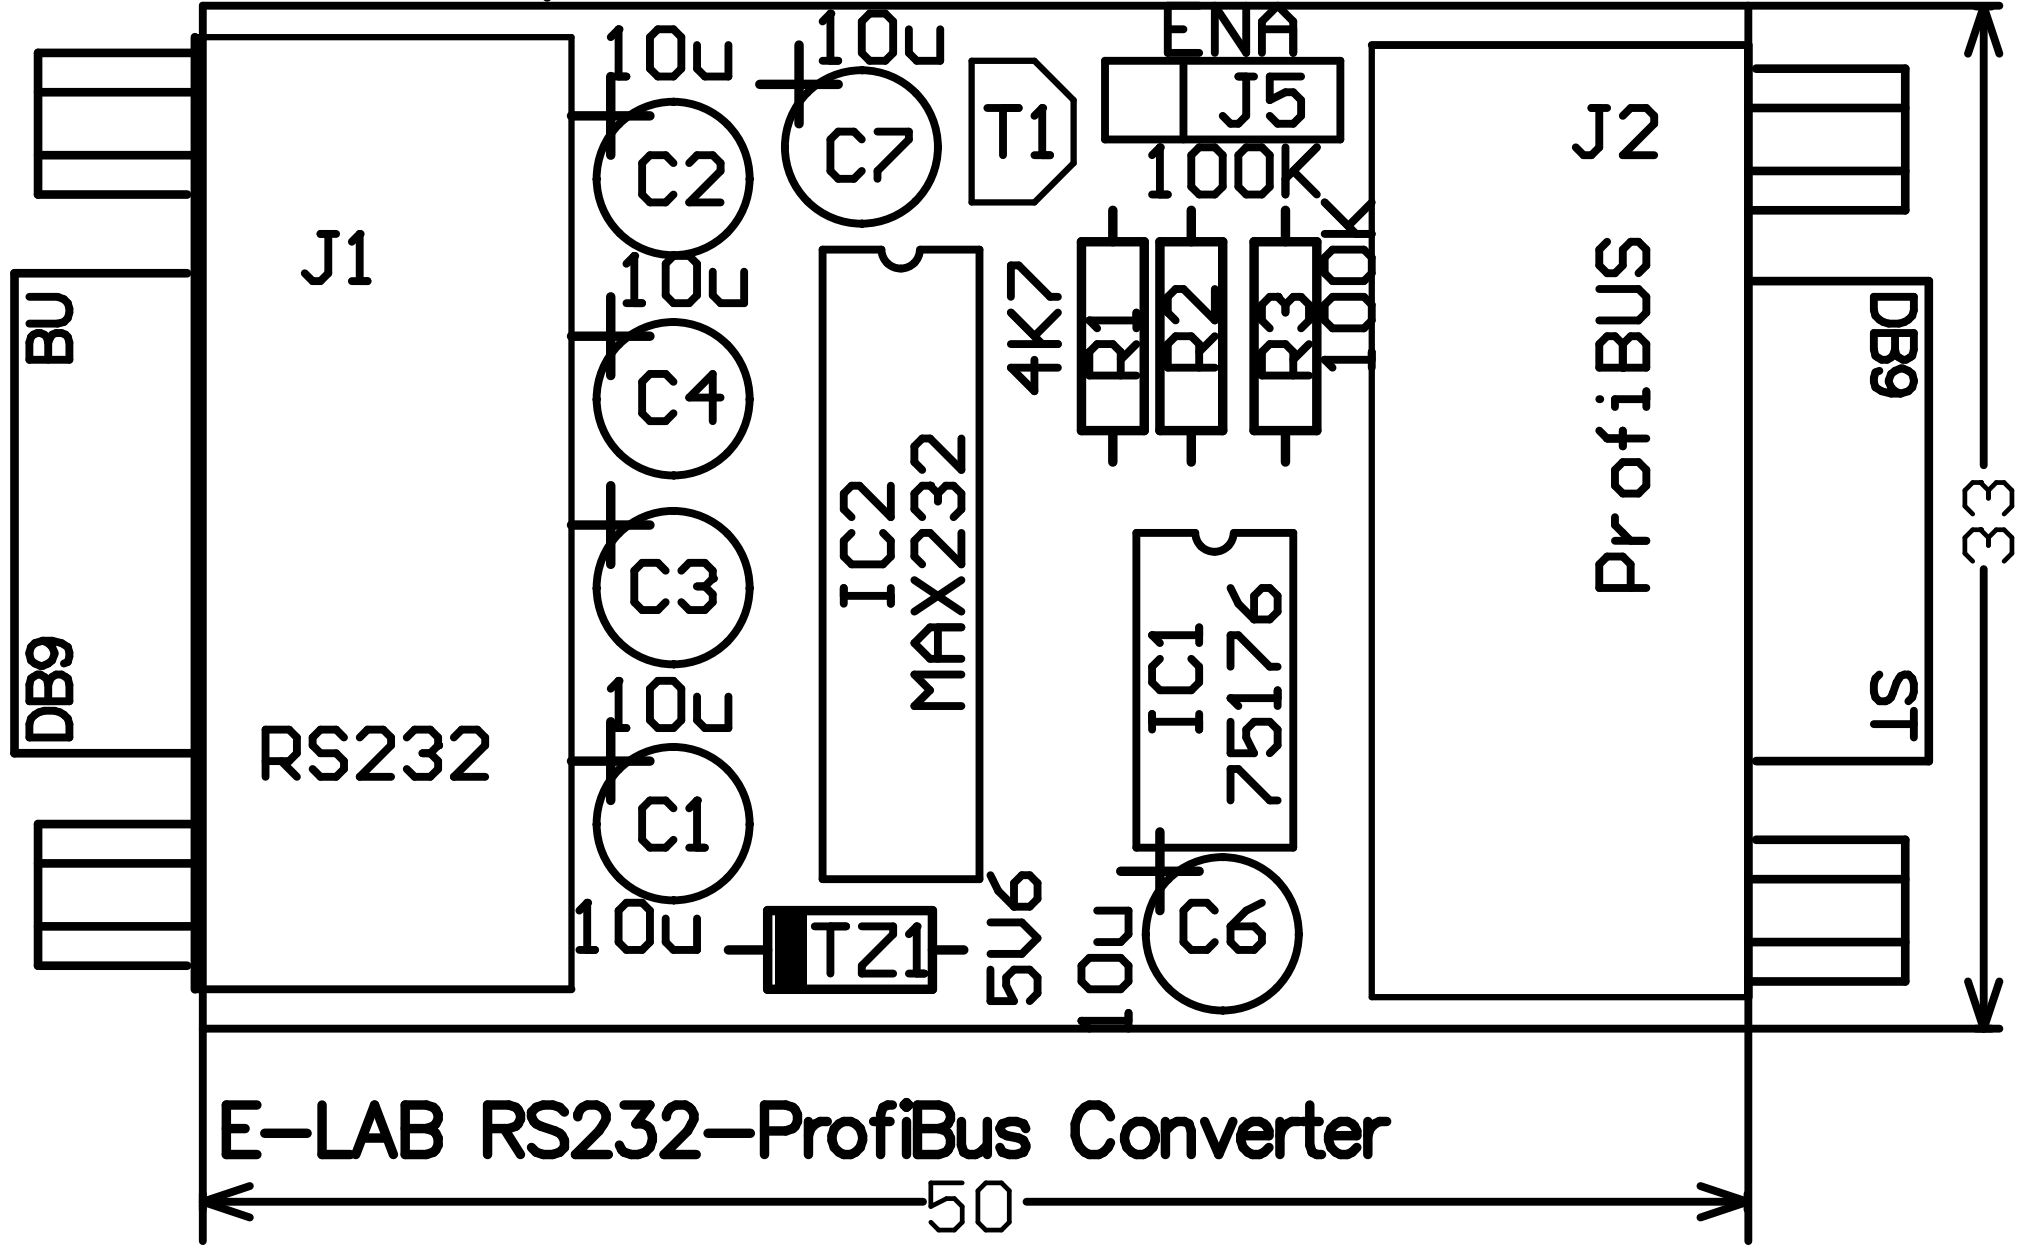 ENA
10u
10u
J5
T1
J2
C7
C2
100K
J1
10u
4K7
R1
R2
R3
100K
BU
DB9
C4
IC2
MAX232
ProfiBUS
DB9
ST
33
C3
IC1
75176
10u
RS232
C1
10u
TZ1
5V6
10u
C6
E-LAB RS232-ProfiBus Converter
50